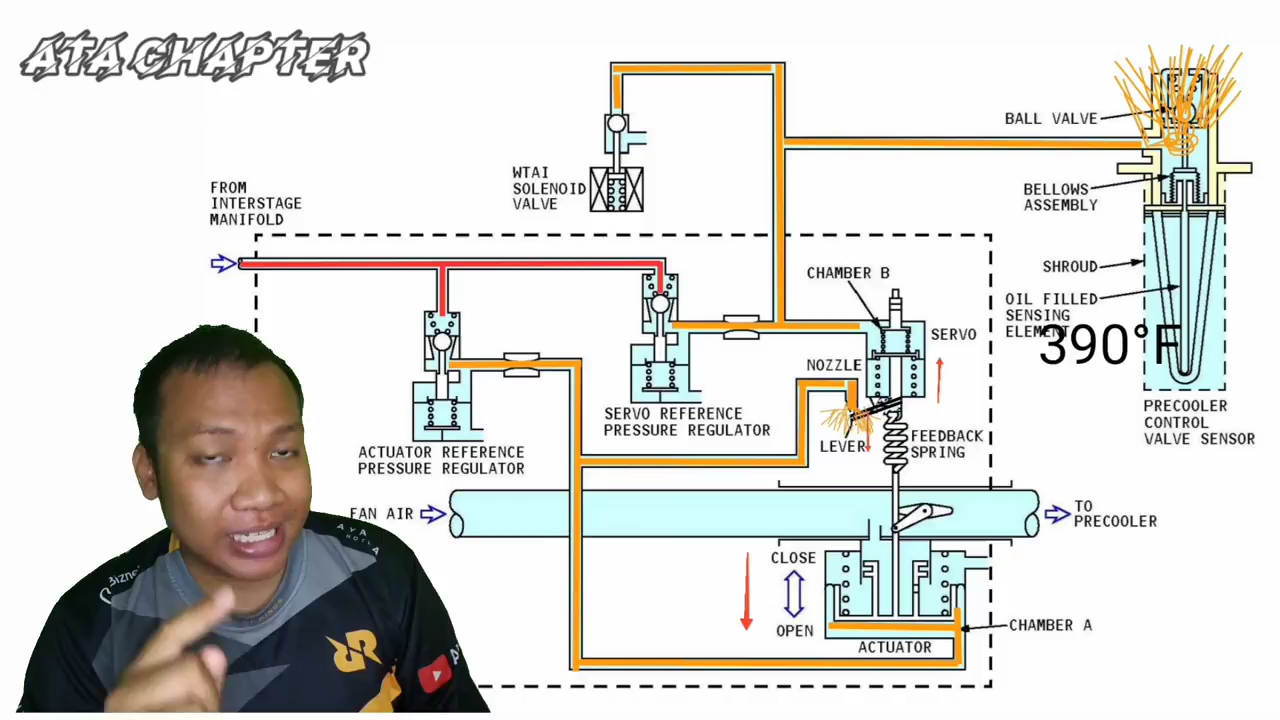 ATA CHAPTER
BALL VALVE
WTAI
SOLENOID
VALVE
FROM
INTERSTAGE
MANIFOLD
BELLOWS
ASSEMBLY
CHAMBER B
SHROUD
OIL FILLED
SENSING
ELEMENT
390°F
SERVO
NOZZLE
SERVO REFERENCE
PRESSURE REGULATOR
PRECOOLER
CONTROL
VALVE SENSOR
LEVER
FEEDBACK
SPRING
ACTUATOR REFERENCE
PRESSURE REGULATOR
FAN AIR
TO
PRECOOLER
CLOSE
OPEN
CHAMBER A
ACTUATOR